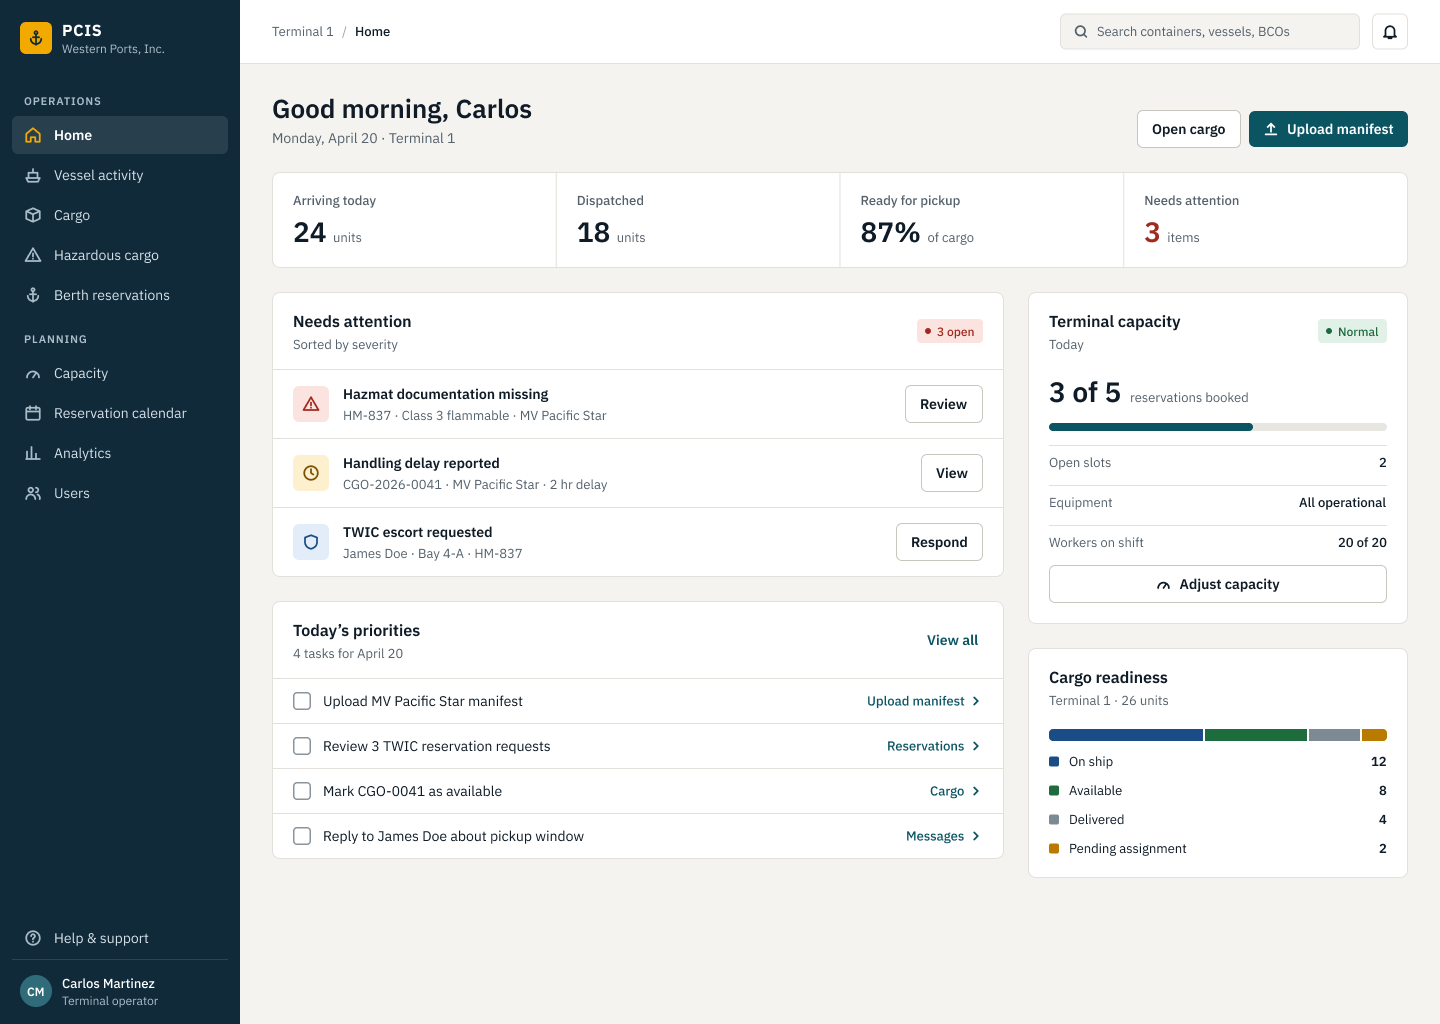 PCIS
Western Ports, Inc.
OPERATIONS
Home
Vessel activity
Cargo
Hazardous cargo
Berth reservations
PLANNING
Capacity
Reservation calendar
Analytics
Users
Help & support
CM
Carlos Martinez
Terminal operator
Terminal 1 / Home
Search containers, vessels, BCOs
Good morning, Carlos
Monday, April 20 · Terminal 1
Open cargo
Upload manifest
Arriving today
24 units
Dispatched
18 units
Ready for pickup
87% of cargo
Needs attention
3 items
Needs attention
Sorted by severity
3 open
Hazmat documentation missing
HM-837 · Class 3 flammable · MV Pacific Star
Review
Handling delay reported
CGO-2026-0041 · MV Pacific Star · 2 hr delay
View
TWIC escort requested
James Doe · Bay 4-A · HM-837
Respond
Today’s priorities
4 tasks for April 20
View all
Upload MV Pacific Star manifest
Upload manifest
Review 3 TWIC reservation requests
Reservations
Mark CGO-0041 as available
Cargo
Reply to James Doe about pickup window
Messages
Terminal capacity
Today
Normal
3 of 5 reservations booked
Open slots 2
Equipment All operational
Workers on shift 20 of 20
Adjust capacity
Cargo readiness
Terminal 1 · 26 units
On ship 12
Available 8
Delivered 4
Pending assignment 2